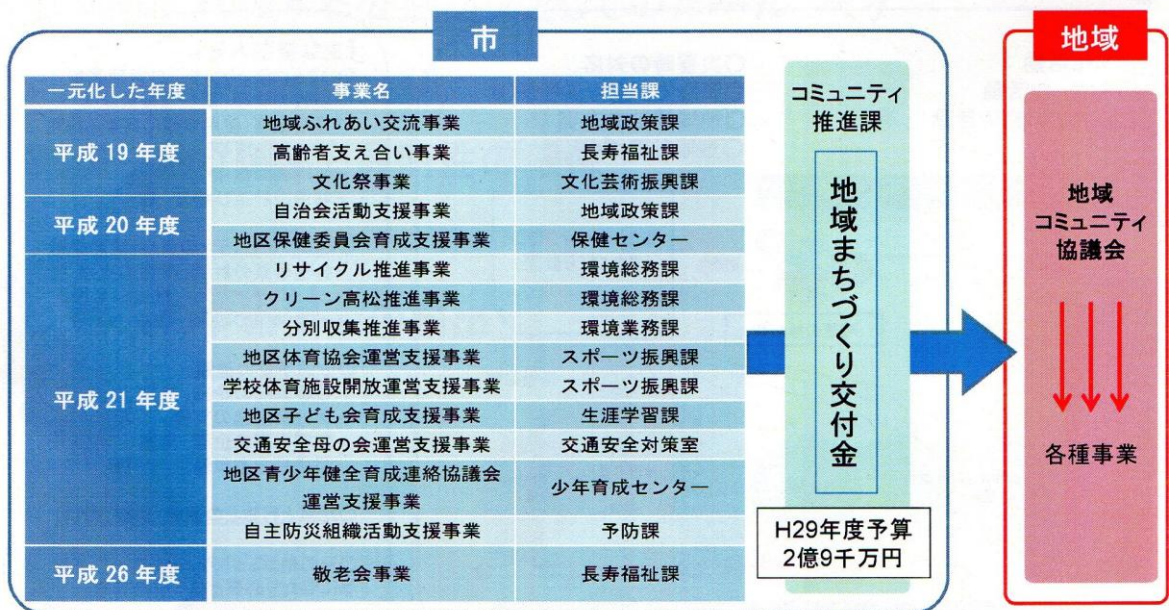 市
一元化した年度 事業名 担当課
平成 19 年度
地域ふれあい交流事業 地域政策課
高齢者支え合い事業 長寿福祉課
文化祭事業 文化芸術振興課
平成 20 年度
自治会活動支援事業 地域政策課
地区保健委員会育成支援事業 保健センター
平成 21 年度
リサイクル推進事業 環境総務課
クリーン高松推進事業 環境総務課
分別収集推進事業 環境業務課
地区体育協会運営支援事業 スポーツ振興課
学校体育施設開放運営支援事業 スポーツ振興課
地区子ども会育成支援事業 生涯学習課
交通安全母の会運営支援事業 交通安全対策室
地区青少年健全育成連絡協議会
運営支援事業 少年育成センター
自主防災組織活動支援事業 予防課
平成 26 年度
敬老会事業 長寿福祉課
コミュニティ
推進課
地域まちづくり交付金
H29年度予算
2億9千万円
地域
地域
コミュニティ
協議会
各種事業